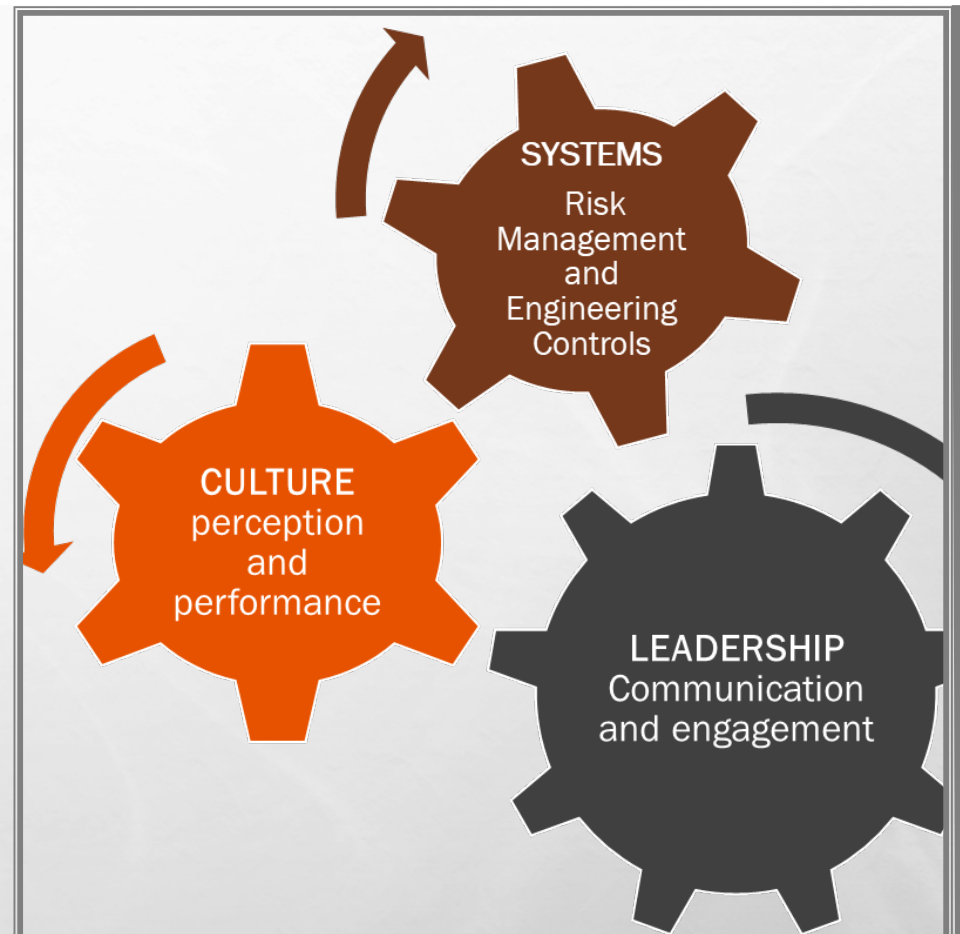 SYSTEMS
Risk
Management
and
Engineering
Controls
CULTURE
perception
and
performance
LEADERSHIP
Communication
and engagement